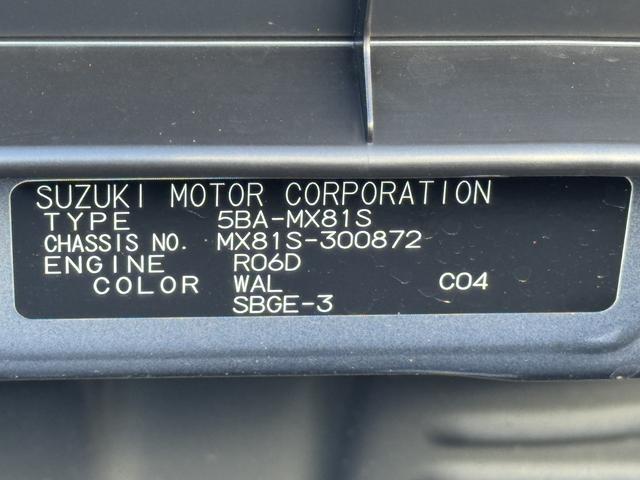 SUZUKI MOTOR CORPORATION
TYPE 5BA-MX81S
CHASSIS NO. MX81S-300872
ENGINE R06D
COLOR WAL C04
SBGE-3